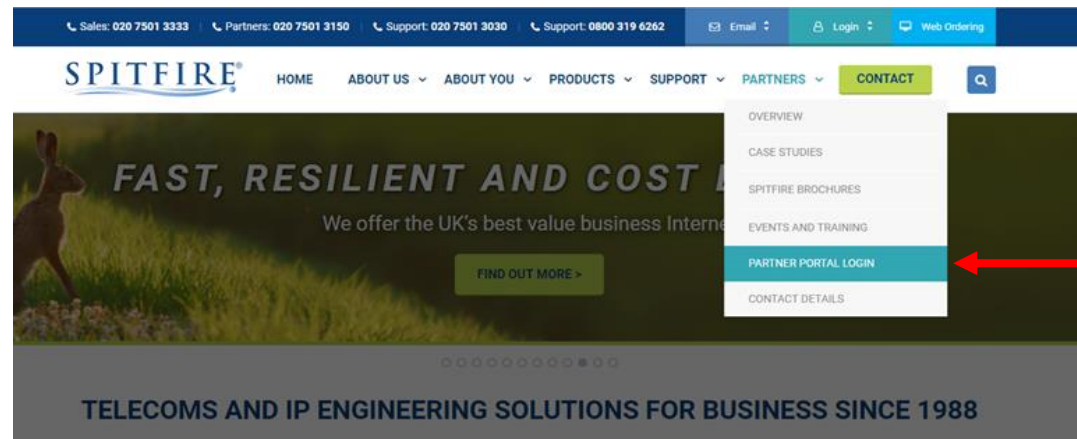 Sales: 020 7501 3333 Partners: 020 7501 3150 Support: 020 7501 3030 Support: 0800 319 6262 Email Login Web Ordering
SPITFIRE® HOME ABOUT US ABOUT YOU PRODUCTS SUPPORT PARTNERS CONTACT
OVERVIEW
CASE STUDIES
SPITFIRE BROCHURES
EVENTS AND TRAINING
PARTNER PORTAL LOGIN
CONTACT DETAILS
FAST, RESILIENT AND COST
We offer the UK's best value business Interne
FIND OUT MORE >
TELECOMS AND IP ENGINEERING SOLUTIONS FOR BUSINESS SINCE 1988